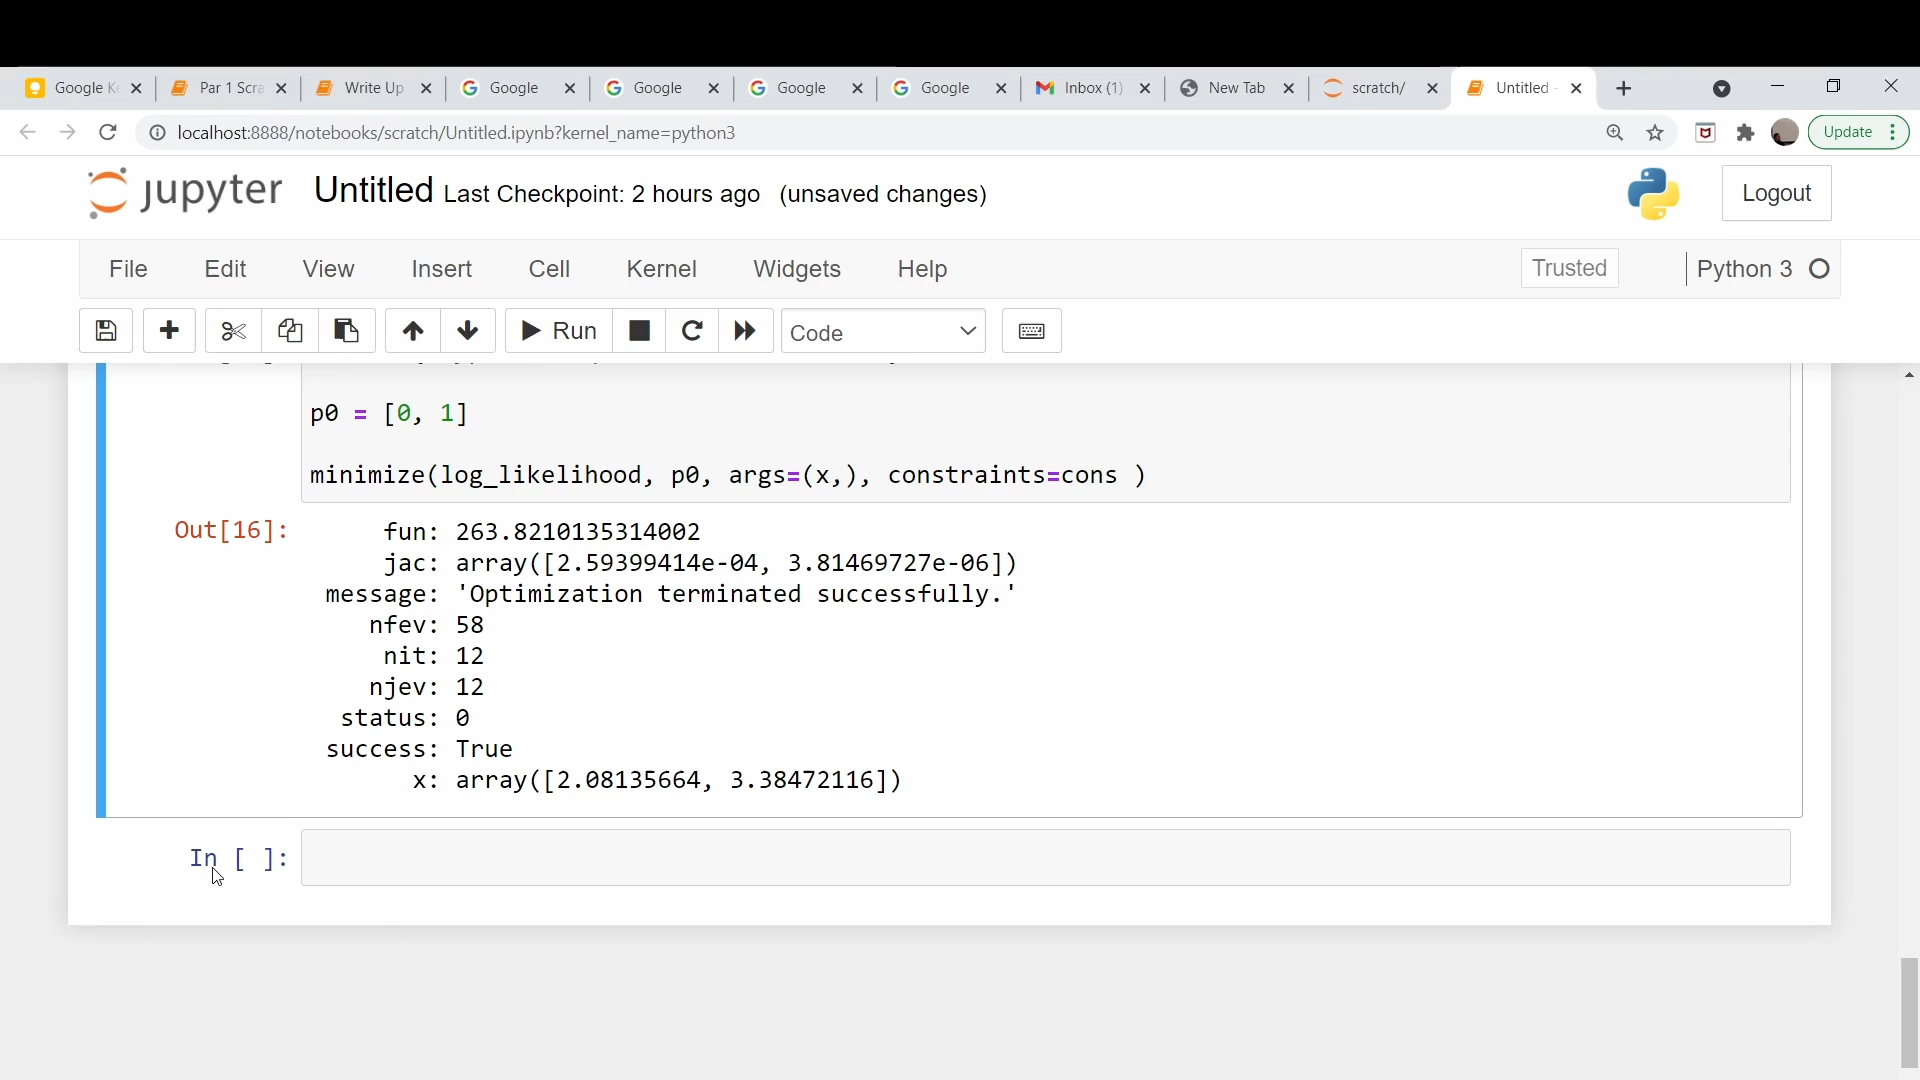 Google K Par 1 Scra Write Up Google Google Google Google Inbox (1) New Tab scratch/ Untitled -
localhost:8888/notebooks/scratch/Untitled.ipynb?kernel_name=python3 Update
jupyter Untitled Last Checkpoint: 2 hours ago (unsaved changes) Logout
File Edit View Insert Cell Kernel Widgets Help Trusted Python 3
Run Code
p0 = [0, 1]
minimize(log_likelihood, p0, args=(x,), constraints=cons )
Out[16]: fun: 263.8210135314002
jac: array([2.59399414e-04, 3.81469727e-06])
message: 'Optimization terminated successfully.'
nfev: 58
nit: 12
njev: 12
status: 0
success: True
x: array([2.08135664, 3.38472116])
In [ ]: